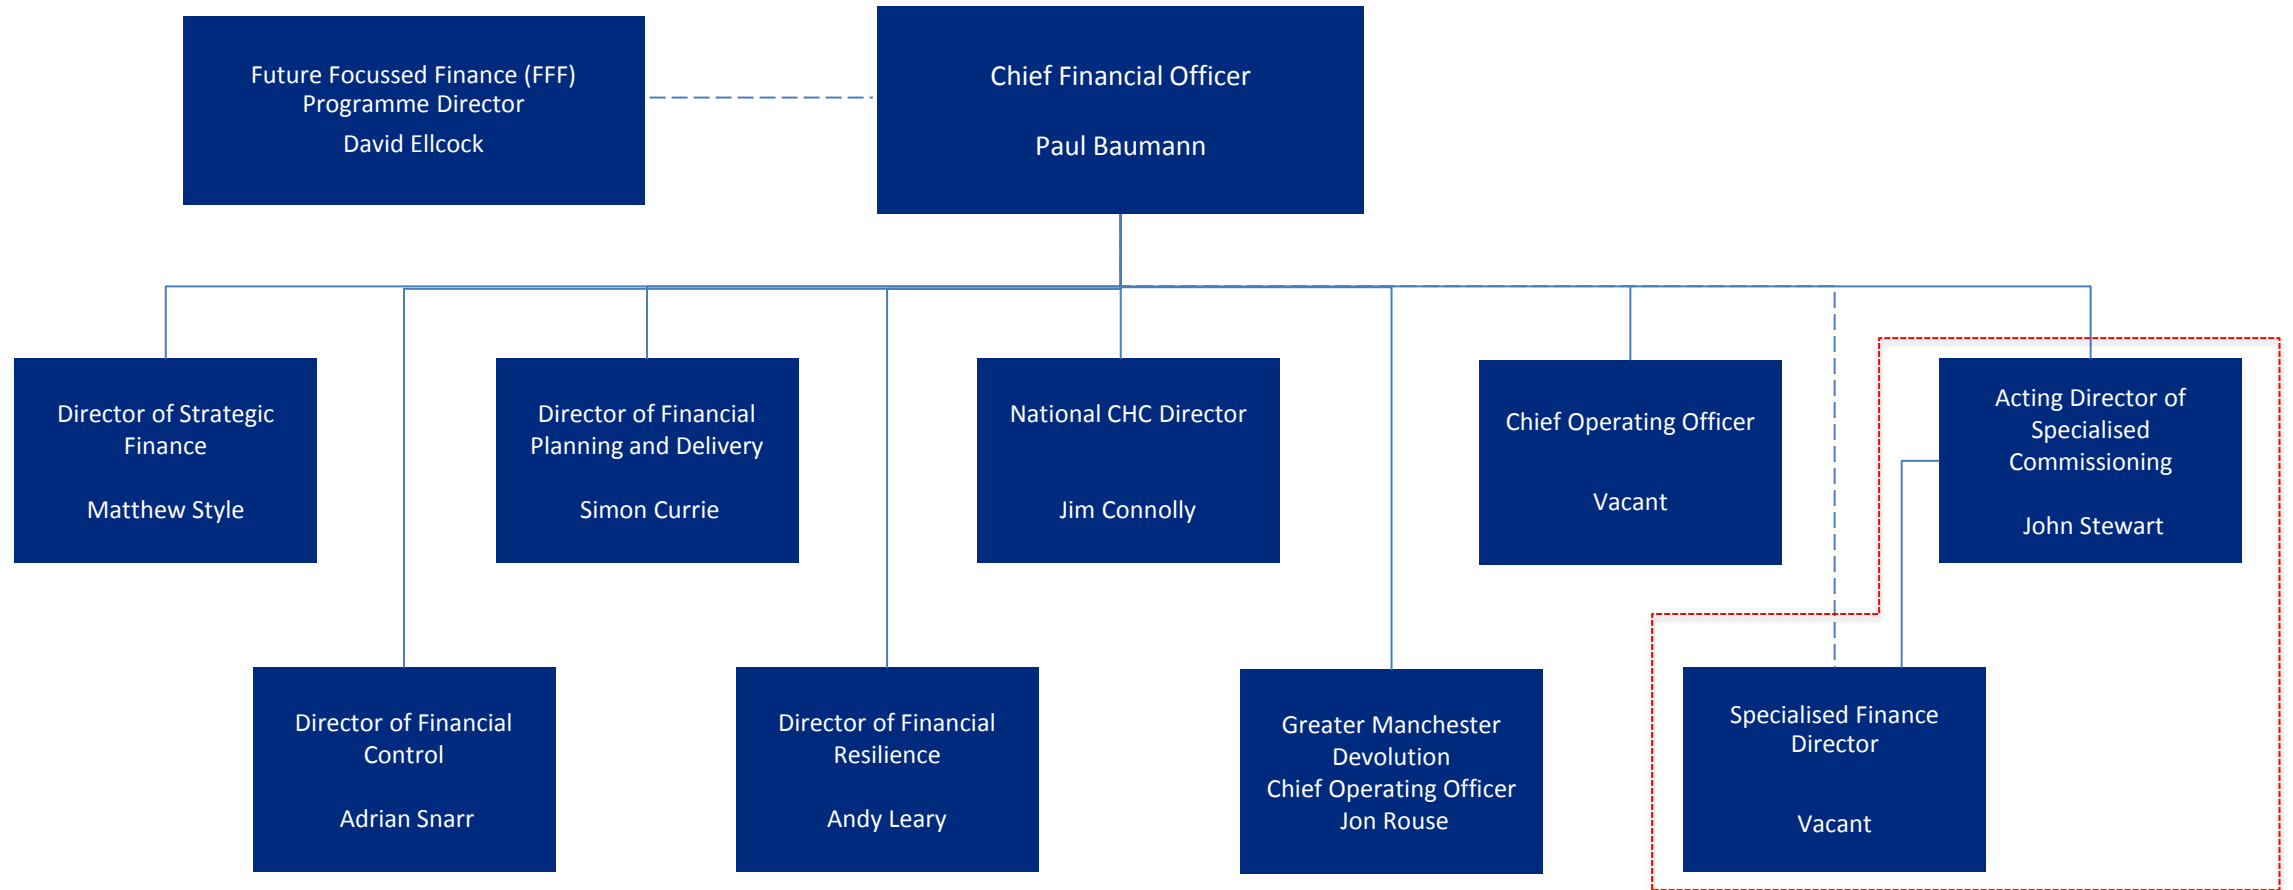 Future Focussed Finance (FFF)
Programme Director
David Ellcock
Chief Financial Officer
Paul Baumann
Director of Strategic
Finance
Matthew Style
Director of Financial
Planning and Delivery
Simon Currie
National CHC Director
Jim Connolly
Chief Operating Officer
Vacant
Acting Director of
Specialised
Commissioning
John Stewart
Director of Financial
Control
Adrian Snarr
Director of Financial
Resilience
Andy Leary
Greater Manchester
Devolution
Chief Operating Officer
Jon Rouse
Specialised Finance
Director
Vacant